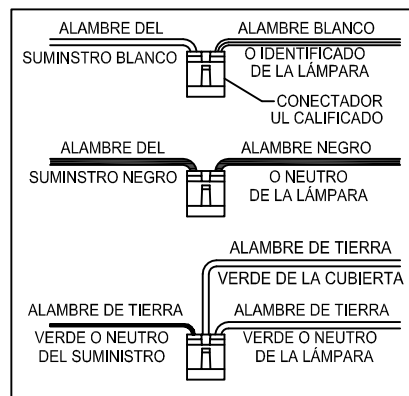 ALAMBRE DEL
SUMINSTRO BLANCO
ALAMBRE BLANCO
O IDENTIFICADO
DE LA LÁMPARA
CONECTADOR
UL CALIFICADO
ALAMBRE DEL
SUMINSTRO NEGRO
ALAMBRE NEGRO
O NEUTRO
DE LA LÁMPARA
ALAMBRE DE TIERRA
VERDE DE LA CUBIERTA
ALAMBRE DE TIERRA
VERDE O NEUTRO
DEL SUMINISTRO
ALAMBRE DE TIERRA
VERDE O NEUTRO
DE LA LÁMPARA